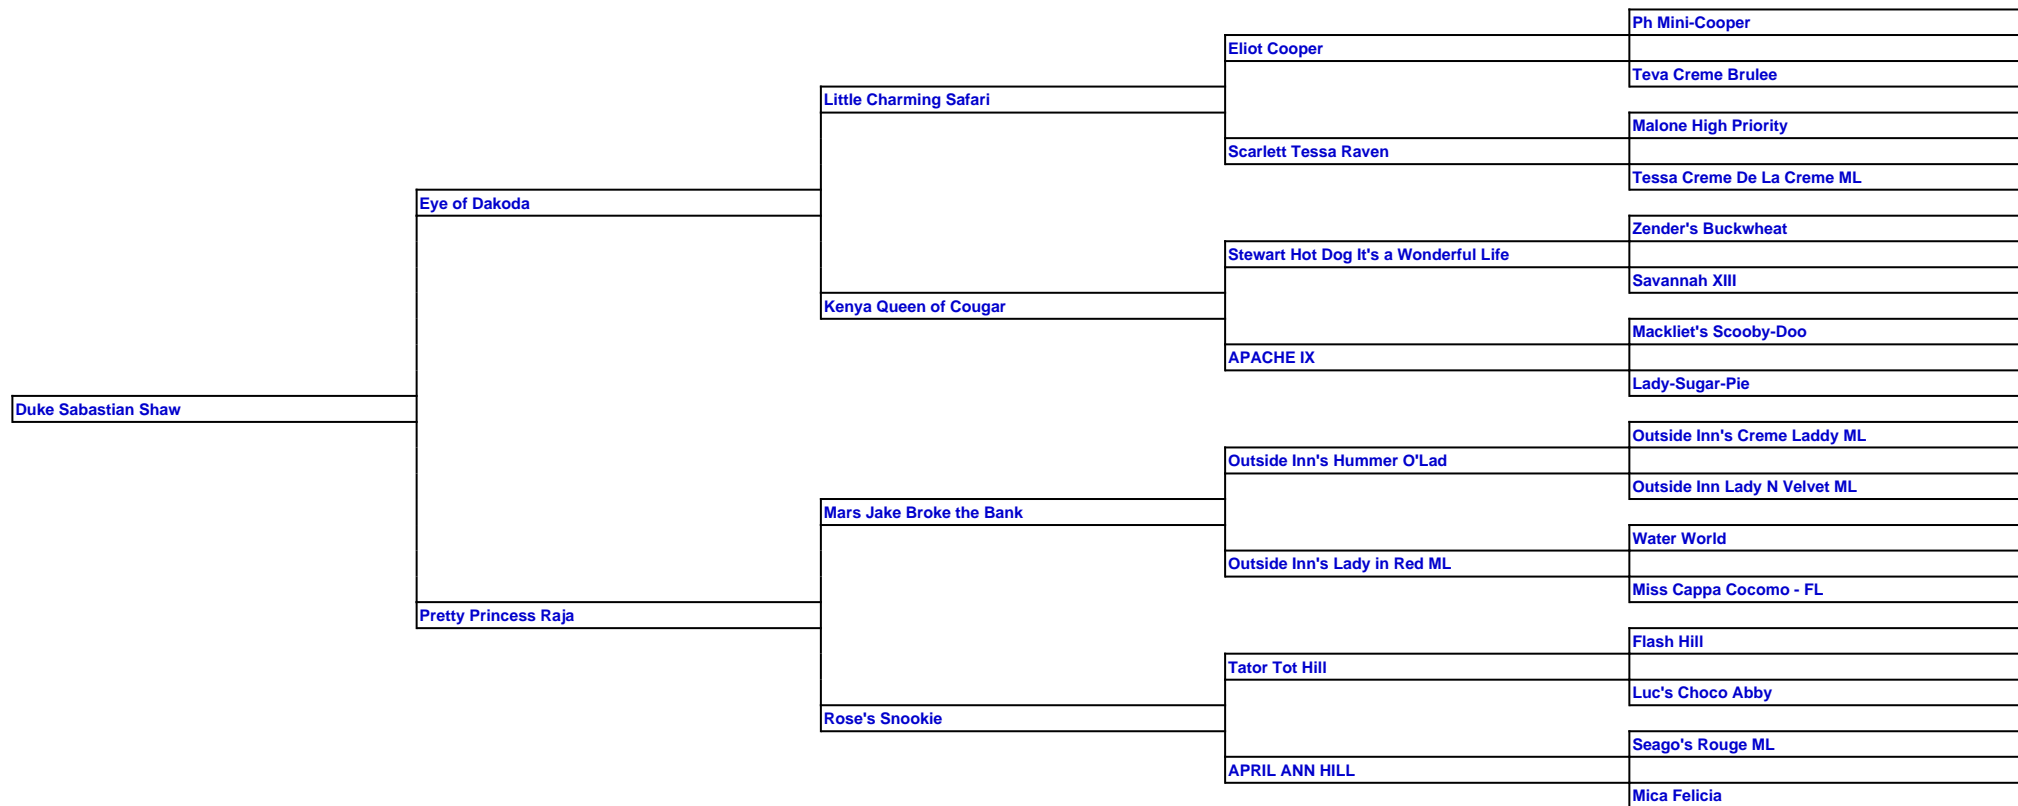 Ph Mini-Cooper
Eliot Cooper
Teva Creme Brulee
Little Charming Safari
Malone High Priority
Scarlett Tessa Raven
Tessa Creme De La Creme ML
Eye of Dakoda
Zender's Buckwheat
Stewart Hot Dog It's a Wonderful Life
Savannah XIII
Kenya Queen of Cougar
Mackliet's Scooby-Doo
APACHE IX
Lady-Sugar-Pie
Duke Sabastian Shaw
Outside Inn's Creme Laddy ML
Outside Inn's Hummer O'Lad
Outside Inn Lady N Velvet ML
Mars Jake Broke the Bank
Water World
Outside Inn's Lady in Red ML
Miss Cappa Cocomo - FL
Pretty Princess Raja
Flash Hill
Tator Tot Hill
Luc's Choco Abby
Rose's Snookie
Seago's Rouge ML
APRIL ANN HILL
Mica Felicia